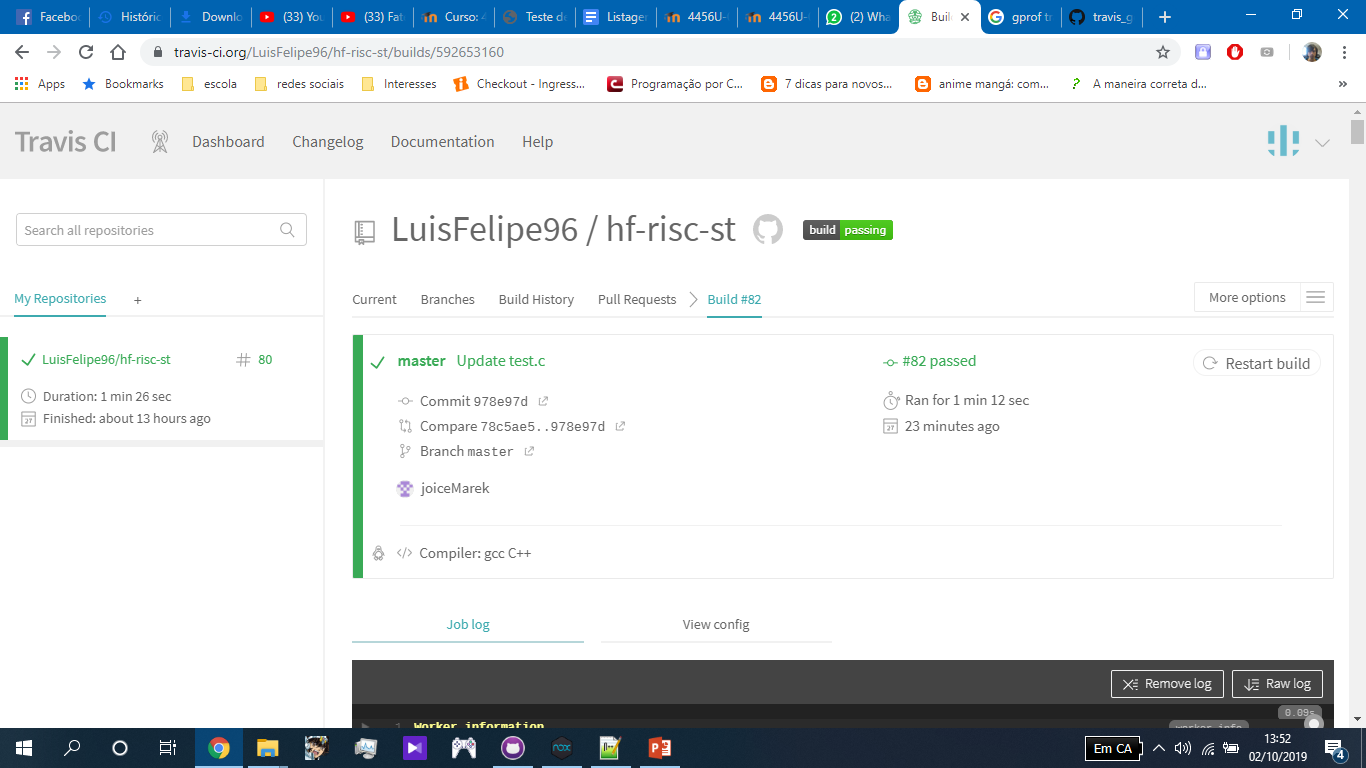 Facebo
Históric
Downlo
(33) You
(33) Fat
Curso: 4
Teste de
Listage
4456U-
4456U-
(2) Wha
Buil
gprof tr
travis_g
travis-ci.org/LuisFelipe96/hf-risc-st/builds/592653160
Apps
Bookmarks
escola
redes sociais
Interesses
Checkout - Ingress...
Programação por C...
7 dicas para novos...
anime mangá: com...
A maneira correta d...
»
Travis CI
Dashboard
Changelog
Documentation
Help
Search all repositories
My Repositories +
LuisFelipe96/hf-risc-st # 80
Duration: 1 min 26 sec
Finished: about 13 hours ago
LuisFelipe96 / hf-risc-st
build passing
Current
Branches
Build History
Pull Requests
Build #82
More options
master Update test.c
Commit 978e97d
Compare 78c5ae5..978e97d
Branch master
joiceMarek
#82 passed
Ran for 1 min 12 sec
23 minutes ago
Restart build
Compiler: gcc C++
Job log
View config
Remove log
Raw log
0.09s
1 Worker information
worker_info
nox
Em CA
13:52
02/10/2019
4